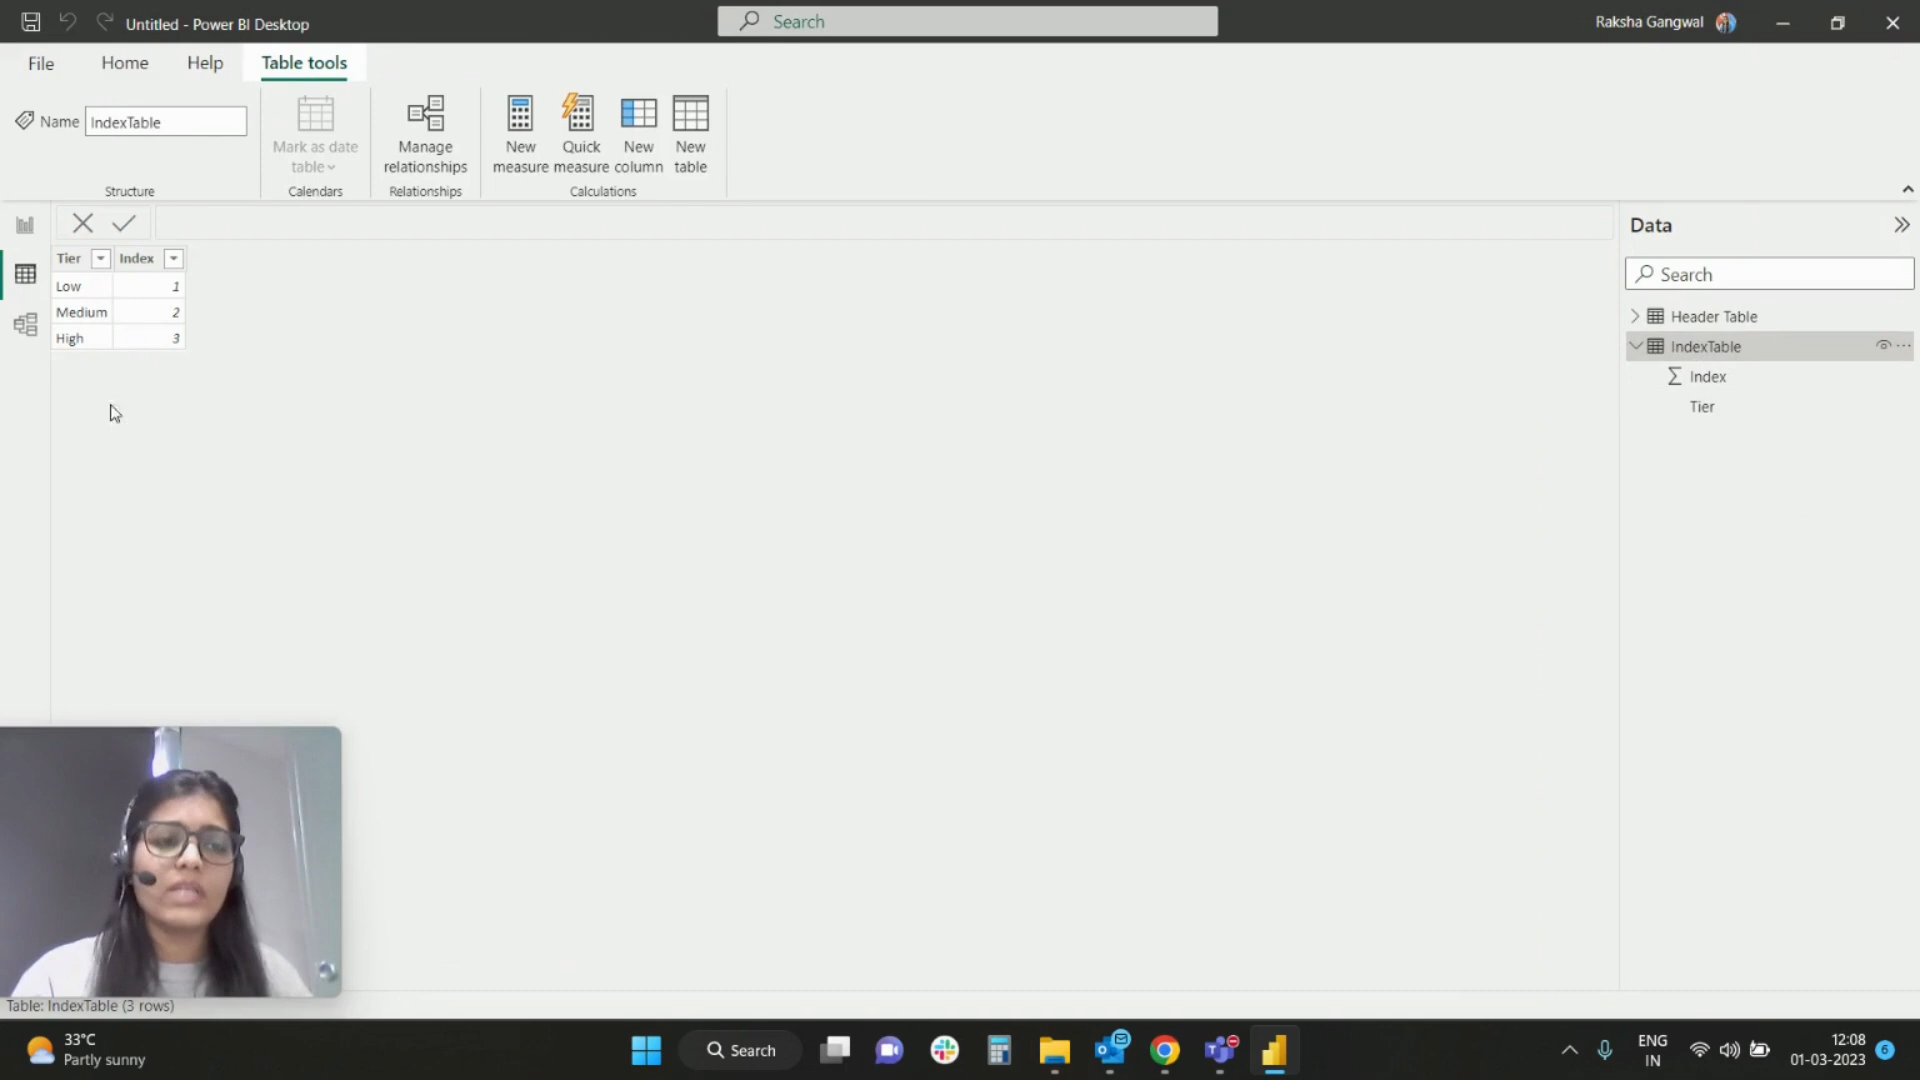 Untitled - Power BI Desktop
Search
Raksha Gangwal
File
Home
Help
Table tools
Name
IndexTable
Mark as date
table
Manage
relationships
New
measure
Quick
measure
New
column
New
table
Structure
Calendars
Relationships
Calculations
Tier
Index
Low
1
Medium
2
High
3
Data
Search
Header Table
IndexTable
Index
Tier
Table: IndexTable (3 rows)
33°C
Partly sunny
Search
ENG
IN
12:08
01-03-2023
6